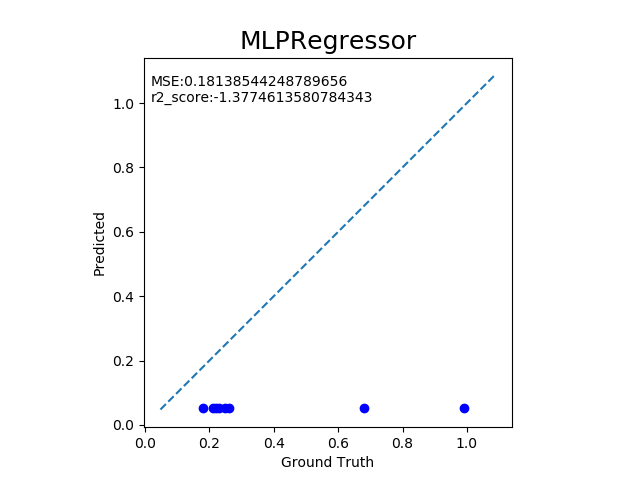 MLPRegressor
MSE:0.18138544248789656
r2_score:-1.3774613580784343
1.0
0.8
0.6
0.4
0.2
0.0
Predicted
0.0 0.2 0.4 0.6 0.8 1.0
Ground Truth